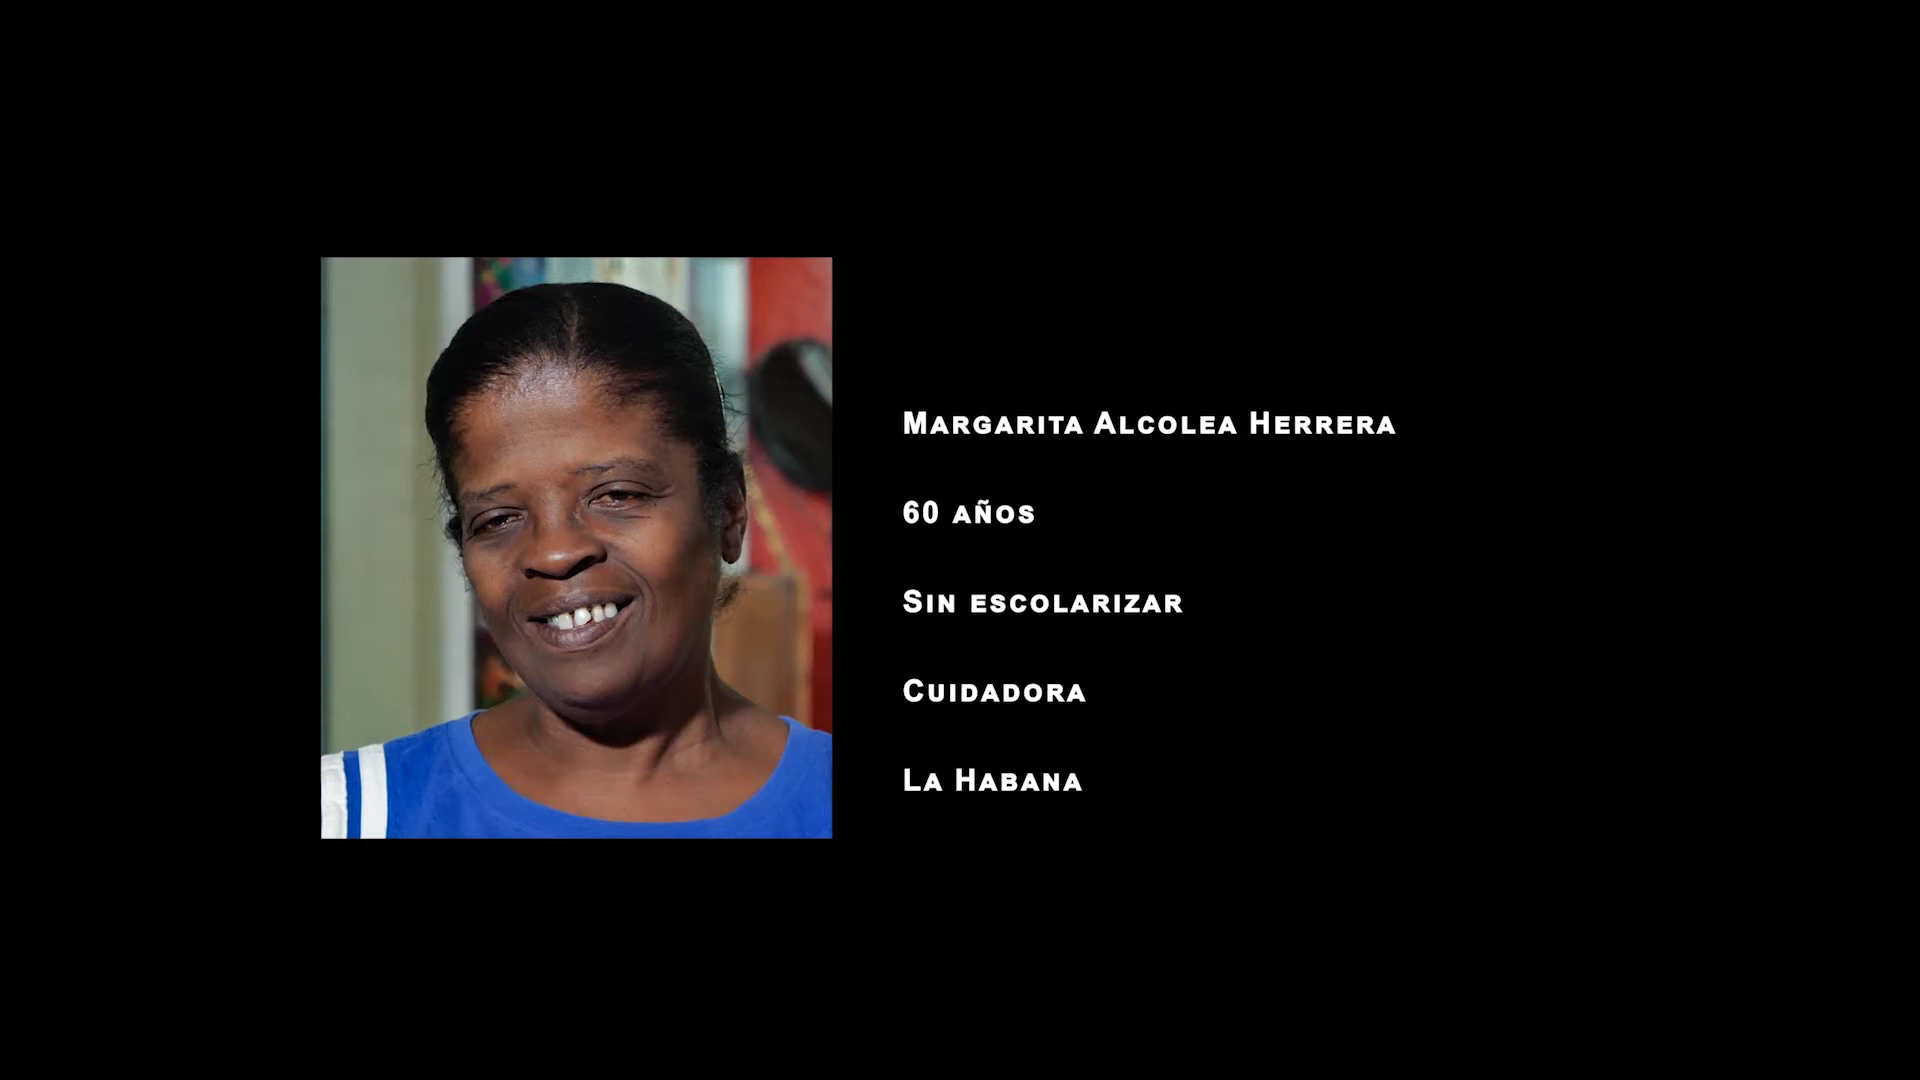 Margarita Alcolea Herrera
60 años
Sin escolarizar
Cuidadora
La Habana